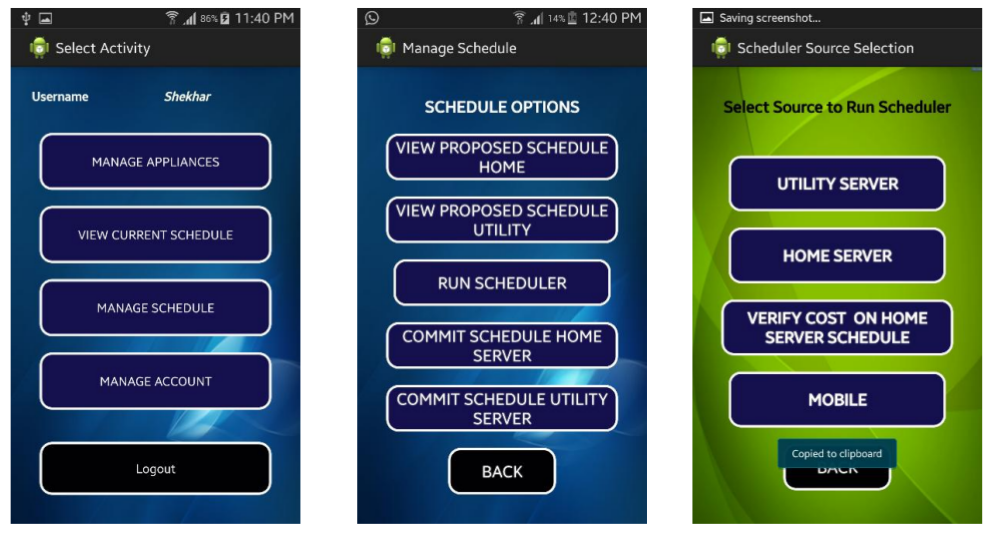 86% 11:40 PM
Select Activity
Username Shekhar
MANAGE APPLIANCES
VIEW CURRENT SCHEDULE
MANAGE SCHEDULE
MANAGE ACCOUNT
Logout
14% 12:40 PM
Manage Schedule
SCHEDULE OPTIONS
VIEW PROPOSED SCHEDULE
HOME
VIEW PROPOSED SCHEDULE
UTILITY
RUN SCHEDULER
COMMIT SCHEDULE HOME
SERVER
COMMIT SCHEDULE UTILITY
SERVER
BACK
Saving screenshot...
Scheduler Source Selection
Select Source to Run Scheduler
UTILITY SERVER
HOME SERVER
VERIFY COST ON HOME
SERVER SCHEDULE
MOBILE
Copied to clipboard
BACK